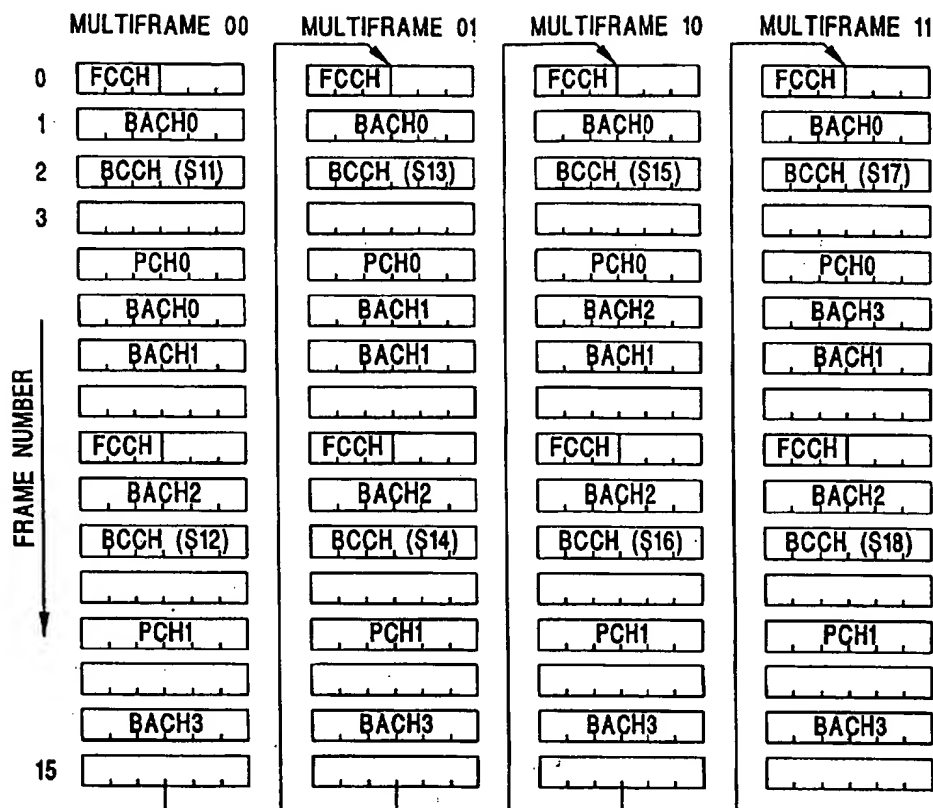 MULTIFRAME 00 MULTIFRAME 01 MULTIFRAME 10 MULTIFRAME 11
0 FCCH FCCH FCCH FCCH
1 BACH0 BACH0 BACH0 BACH0
2 BCCH (S11) BCCH (S13) BCCH (S15) BCCH (S17)
3
PCH0 PCH0 PCH0 PCH0
BACH0 BACH1 BACH2 BACH3
BACH1 BACH1 BACH1 BACH1
FCCH FCCH FCCH FCCH
BACH2 BACH2 BACH2 BACH2
BCCH (S12) BCCH (S14) BCCH (S16) BCCH (S18)
PCH1 PCH1 PCH1 PCH1
BACH3 BACH3 BACH3 BACH3
15
FRAME NUMBER